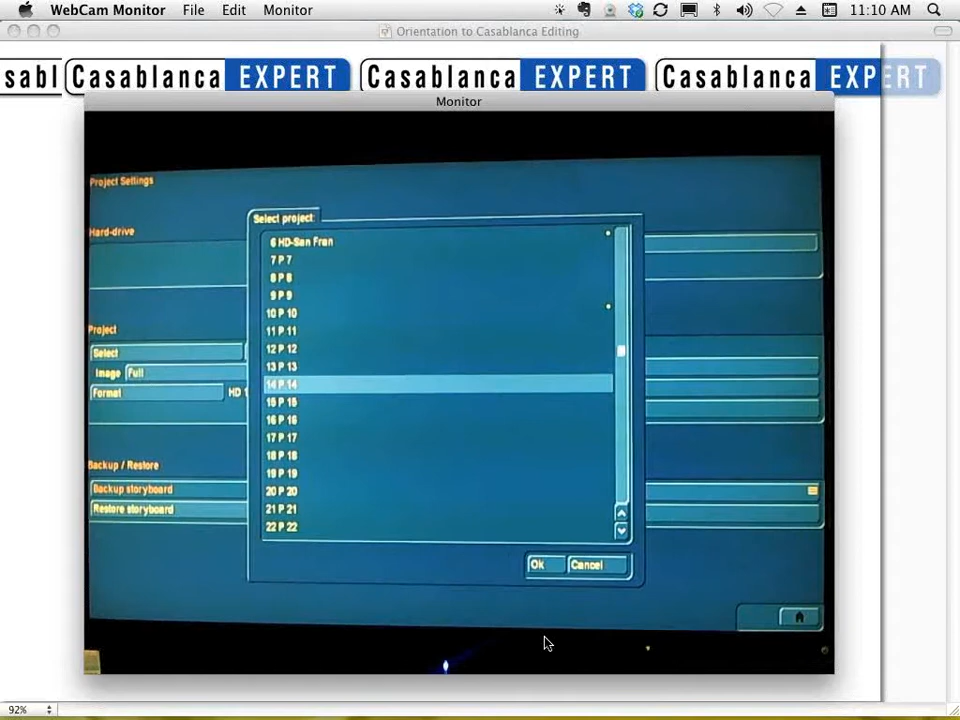 WebCam Monitor File Edit Monitor 11:10 AM
Orientation to Casablanca Editing
sabl Casablanca EXPERT Casablanca EXPERT Casablanca EXPERT
Monitor
Project Settings
Select project:
Hard-drive
6 HD-San Fran
7 P 7
8 P 8
9 P 9
10 P 10
11 P 11
Project
12 P 12
Select
13 P 13
Image Full
14 P 14
Format HD 1
15 P 15
16 P 16
17 P 17
18 P 18
Backup / Restore
19 P 19
Backup storyboard
20 P 20
Restore storyboard
21 P 21
22 P 22
Ok Cancel
92%